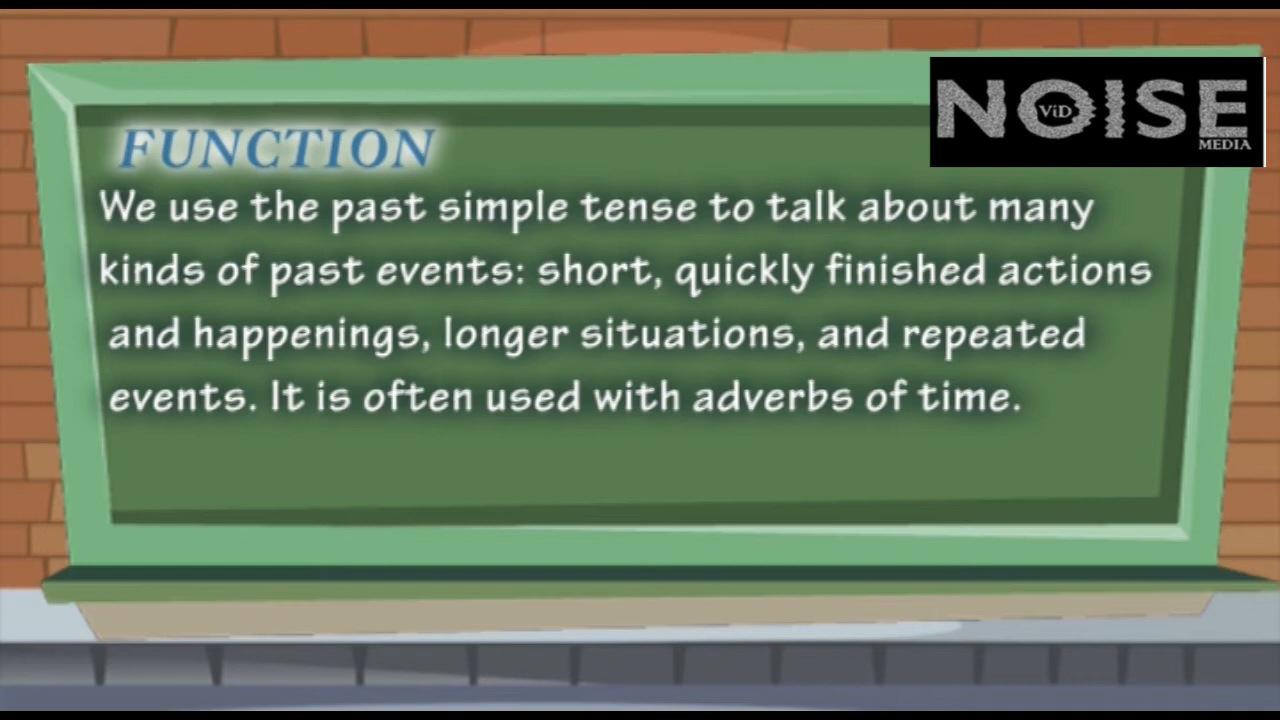 NOISE
ViD
MEDIA
FUNCTION
We use the past simple tense to talk about many
kinds of past events: short, quickly finished actions
and happenings, longer situations, and repeated
events. It is often used with adverbs of time.